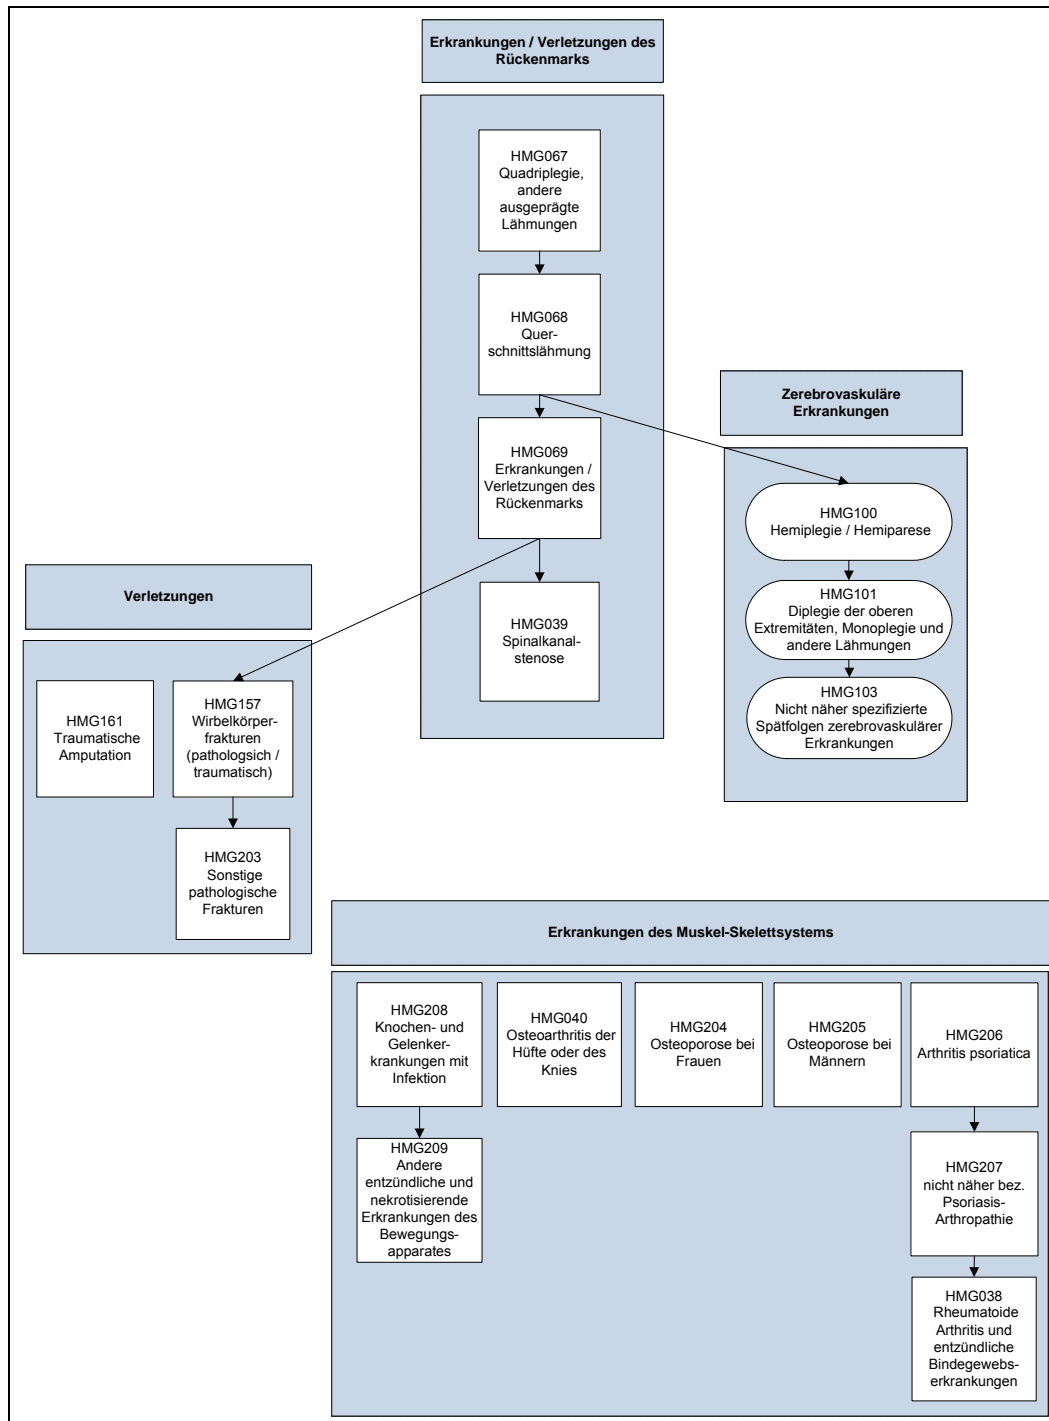 Erkrankungen / Verletzungen des
Rückenmarks
HMG067
Quadriplegie,
andere
ausgeprägte
Lähmungen
HMG068
Quer-
schnittslähmung
HMG069
Erkrankungen /
Verletzungen des
Rückenmarks
HMG039
Spinalkanal-
stenose
Zerebrovaskuläre
Erkrankungen
HMG100
Hemiplegie / Hemiparese
HMG101
Diplegie der oberen
Extremitäten, Monoplegie und
andere Lähmungen
HMG103
Nicht näher spezifizierte
Spätfolgen zerebrovaskulärer
Erkrankungen
Verletzungen
HMG161
Traumatische
Amputation
HMG157
Wirbelkörper-
frakturen
(pathologsich /
traumatisch)
HMG203
Sonstige
pathologische
Frakturen
Erkrankungen des Muskel-Skelettsystems
HMG208
Knochen- und
Gelenker-
krankungen mit
Infektion
HMG040
Osteoarthritis der
Hüfte oder des
Knies
HMG204
Osteoporose bei
Frauen
HMG205
Osteoporose bei
Männern
HMG206
Arthritis psoriatica
HMG209
Andere
entzündliche und
nekrotisierende
Erkrankungen des
Bewegungs-
apparates
HMG207
nicht näher bez.
Psoriasis-
Arthropathie
HMG038
Rheumatoide
Arthritis und
entzündliche
Bindegewebs-
erkrankungen